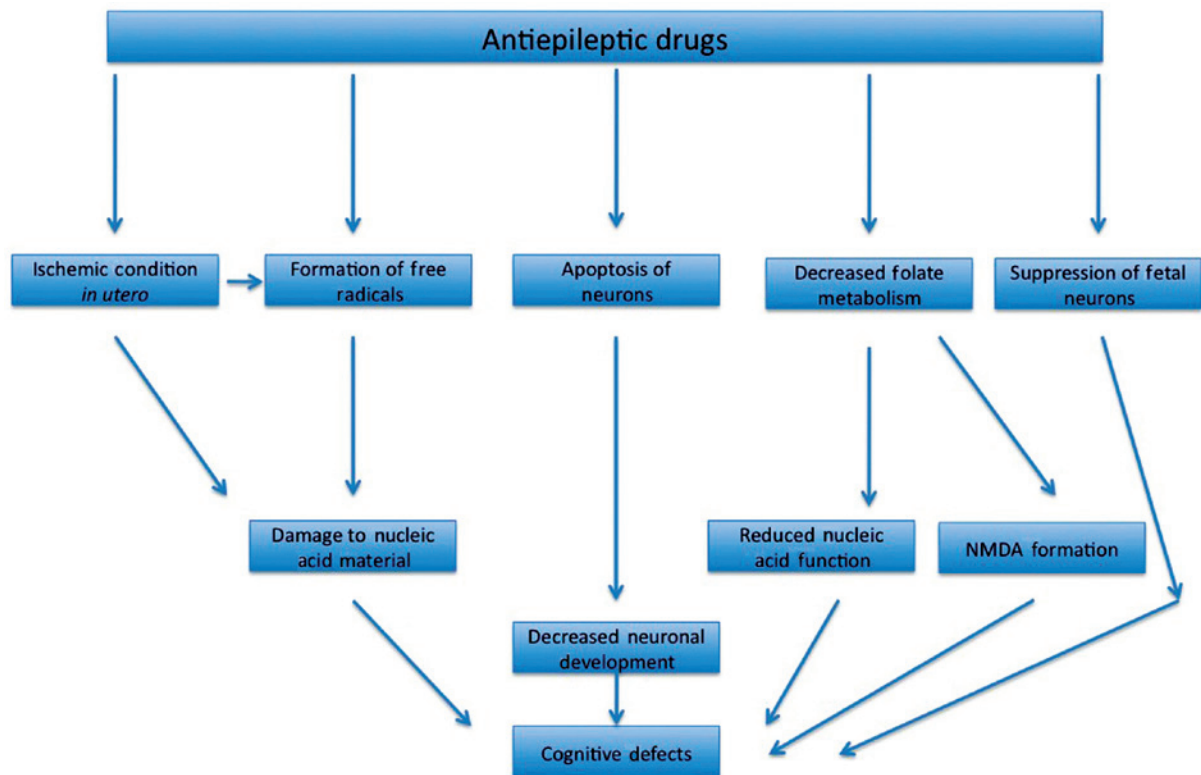 Antiepileptic drugs
Ischemic condition
in utero
Formation of free
radicals
Apoptosis of
neurons
Decreased folate
metabolism
Suppression of fetal
neurons
Damage to nucleic
acid material
Reduced nucleic
acid function
NMDA formation
Decreased neuronal
development
Cognitive defects